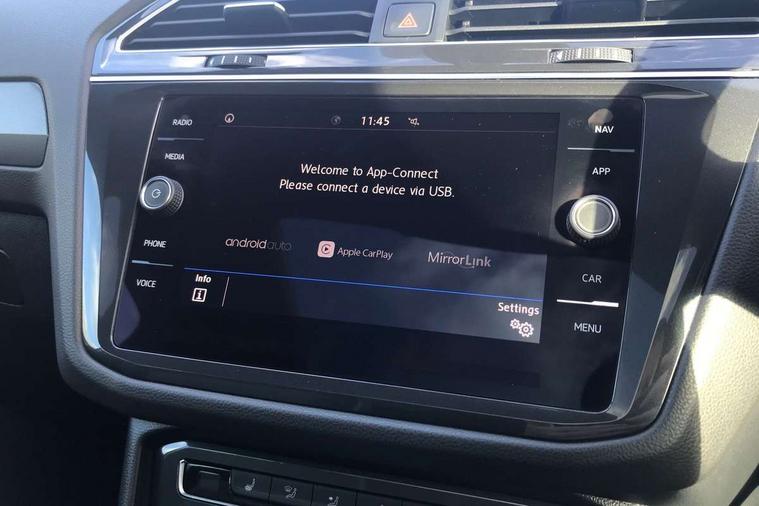 RADIO
MEDIA
PHONE
VOICE
11:45
Welcome to App-Connect
Please connect a device via USB.
androidauto
Apple CarPlay
MirrorLink
Info
Settings
NAV
APP
CAR
MENU